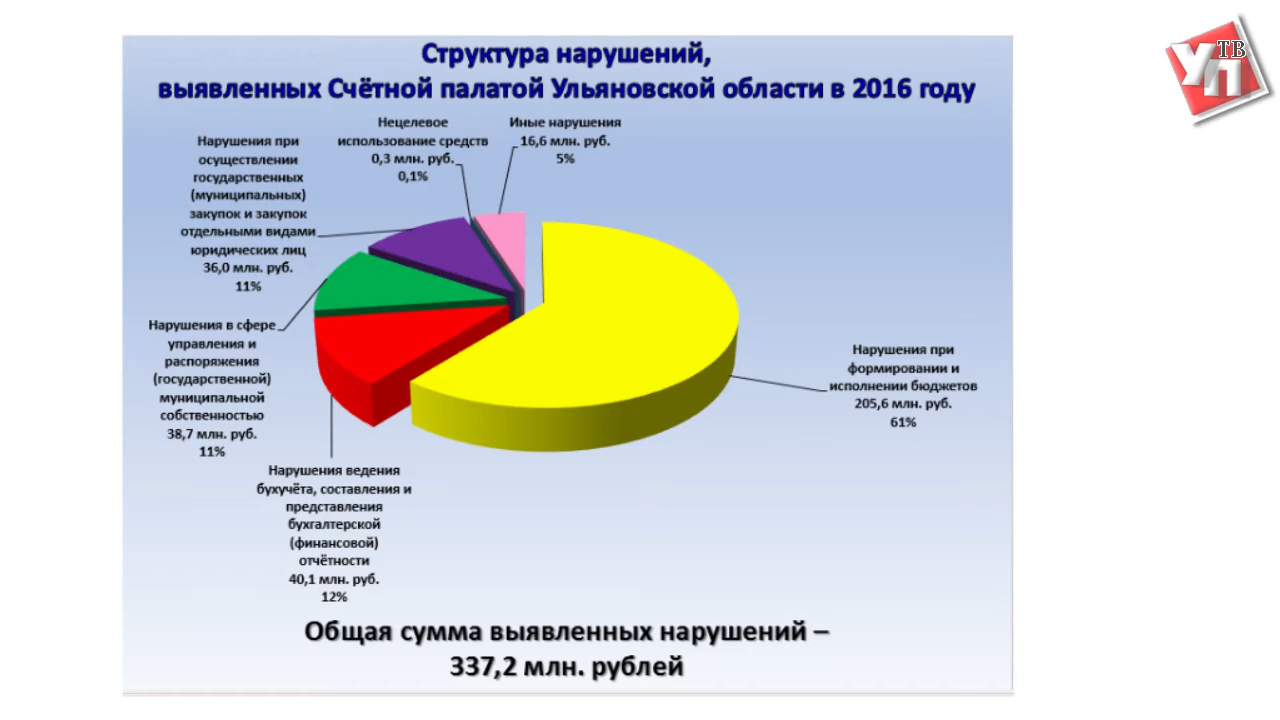 Структура нарушений,
выявленных Счётной палатой Ульяновской области в 2016 году
Нарушения при
осуществлении
государственных
(муниципальных)
закупок и закупок
отдельными видами
юридических лиц
36,0 млн. руб.
11%
Нецелевое
использование средств
0,3 млн. руб.
0,1%
Иные нарушения
16,6 млн. руб.
5%
Нарушения в сфере
управления и
распоряжения
(государственной)
муниципальной
собственностью
38,7 млн. руб.
11%
Нарушения при
формировании и
исполнении бюджетов
205,6 млн. руб.
61%
Нарушения ведения
бухучёта, составления и
представления
бухгалтерской
(финансовой)
отчётности
40,1 млн. руб.
12%
Общая сумма выявленных нарушений –
337,2 млн. рублей
УП ТВ